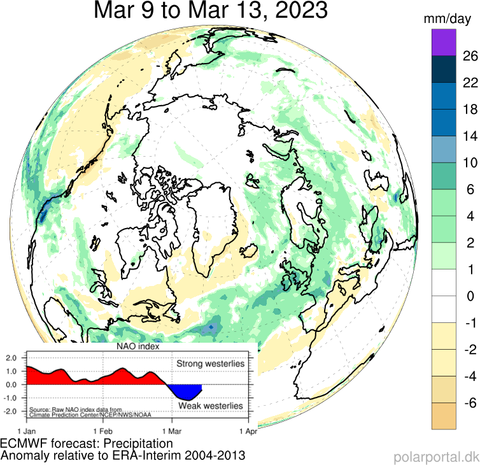 Mar 9 to Mar 13, 2023
mm/day
26
22
18
14
10
6
4
2
1
0
-1
-2
-4
-6
NAO index
2.0
1.0
0.0
-1.0
-2.0
Strong westerlies
Weak westerlies
Source: Raw NAO index data from
Climate Prediction Center/NCEP/NWS/NOAA
1 Jan 1 Feb 1 Mar 1 Apr
ECMWF forecast: Precipitation
Anomaly relative to ERA-Interim 2004-2013
polarportal.dk